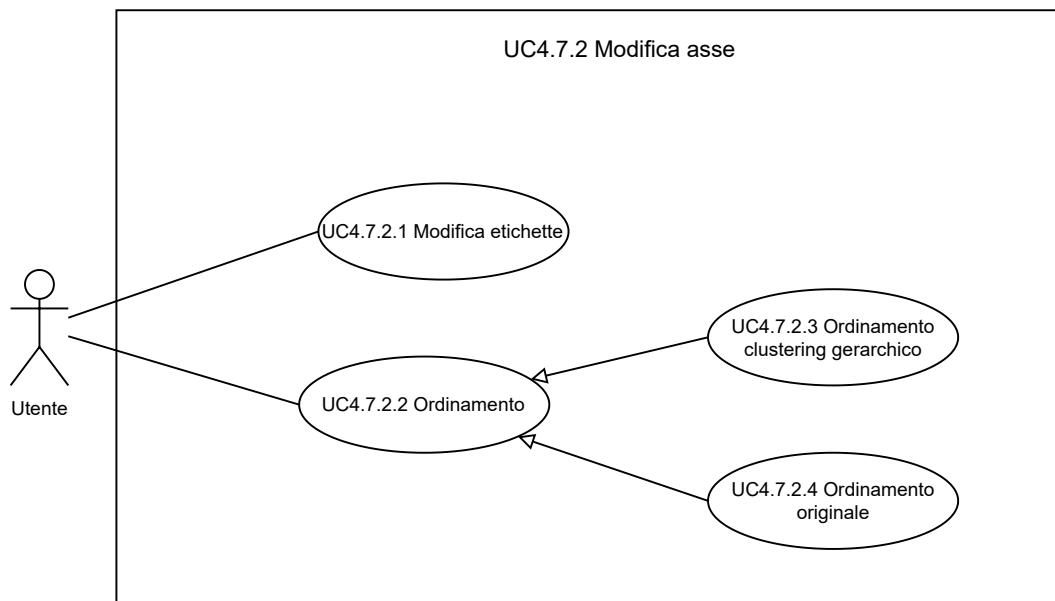 UC4.7.2 Modifica asse
UC4.7.2.1 Modifica etichette
UC4.7.2.3 Ordinamento
clustering gerarchico
UC4.7.2.2 Ordinamento
Utente
UC4.7.2.4 Ordinamento
originale